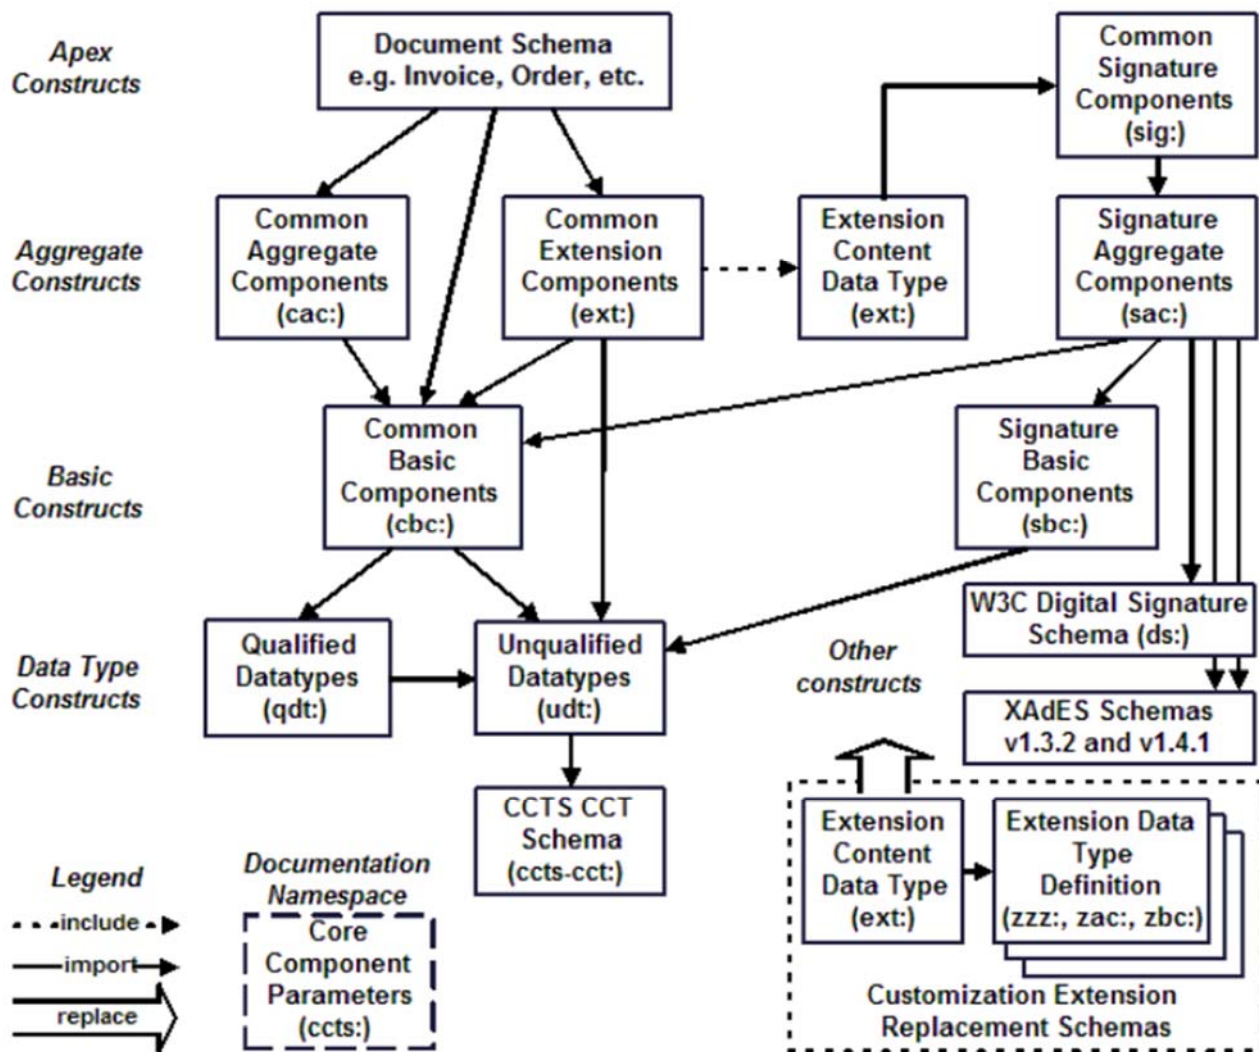 Apex
Constructs
Document Schema
e.g. Invoice, Order, etc.
Common
Signature
Components
(sig:)
Aggregate
Constructs
Common
Aggregate
Components
(cac:)
Common
Extension
Components
(ext:)
Extension
Content
Data Type
(ext:)
Signature
Aggregate
Components
(sac:)
Basic
Constructs
Common
Basic
Components
(cbc:)
Signature
Basic
Components
(sbc:)
Data Type
Constructs
Qualified
Datatypes
(qdt:)
Unqualified
Datatypes
(udt:)
Other
constructs
W3C Digital Signature
Schema (ds:)
XAdES Schemas
v1.3.2 and v1.4.1
CCTS CCT
Schema
(ccts-cct:)
Extension
Content
Data Type
(ext:)
Extension Data
Type
Definition
(zzz:, zac:, zbc:)
Customization Extension
Replacement Schemas
Legend
include
import
replace
Documentation
Namespace
Core
Component
Parameters
(ccts:)